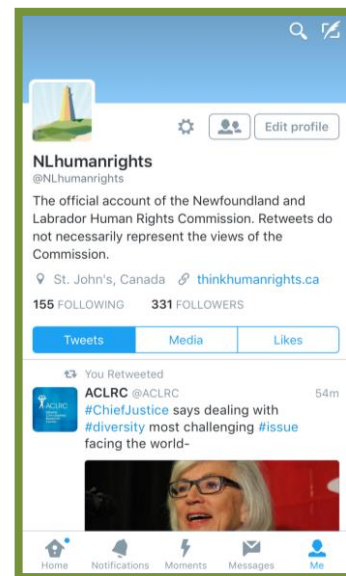 Edit profile
NLhumanrights
@NLhumanrights
The official account of the Newfoundland and
Labrador Human Rights Commission. Retweets do
not necessarily represent the views of the
Commission.
St. John's, Canada thinkhumanrights.ca
155 FOLLOWING 331 FOLLOWERS
Tweets Media Likes
You Retweeted
ACLRC @ACLRC 54m
#ChiefJustice says dealing with
#diversity most challenging #issue
facing the world-
ACLRC
Home Notifications Moments Messages Me